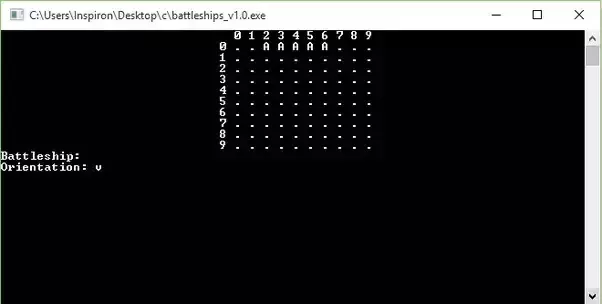 C:\Users\Inspiron\Desktop\c\battleships_v1.0.exe
0 1 2 3 4 5 6 7 8 9
0 . . A A A A A . . .
1 . . . . . . . . . .
2 . . . . . . . . . .
3 . . . . . . . . . .
4 . . . . . . . . . .
5 . . . . . . . . . .
6 . . . . . . . . . .
7 . . . . . . . . . .
8 . . . . . . . . . .
9 . . . . . . . . . .
Battleship:
Orientation: v